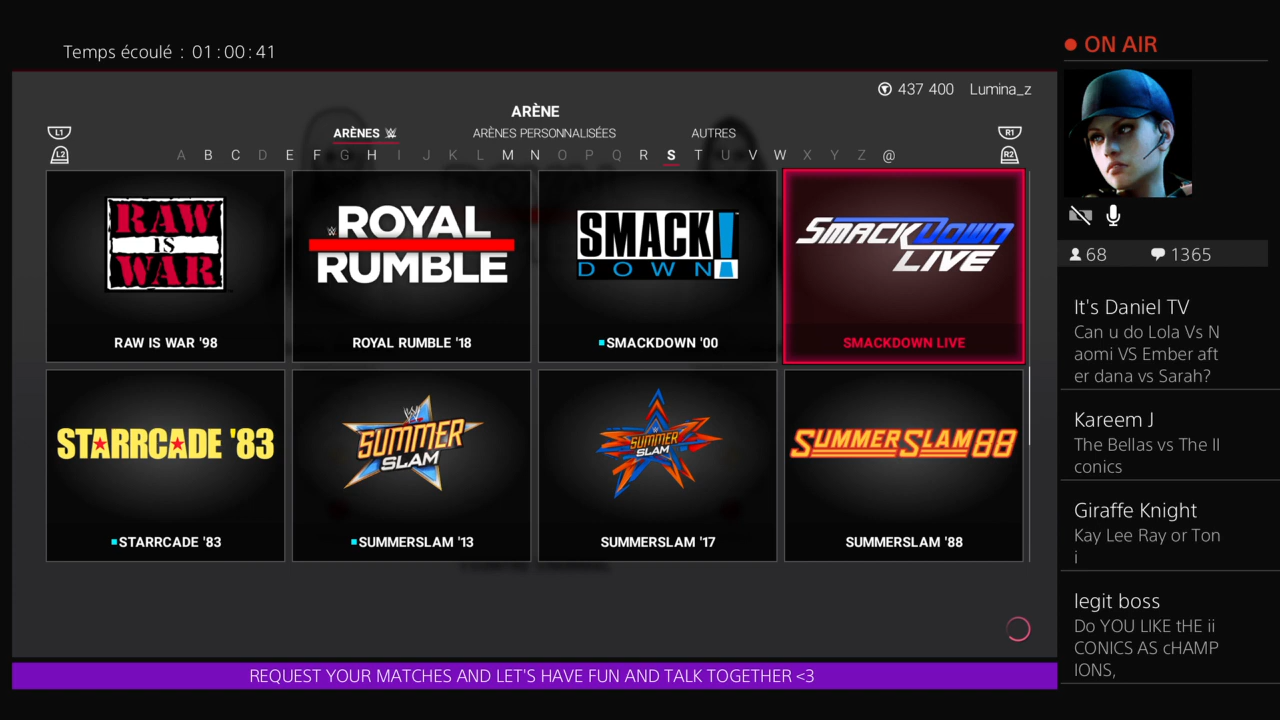 Temps écoulé : 01:00:41
ON AIR
437 400 Lumina_z
ARÈNE
L1 ARÈNES ARÈNES PERSONNALISÉES AUTRES R1
L2 A B C D E F G H I J K L M N O P Q R S T U V W X Y Z @ R2
RAW
IS
WAR
RAW IS WAR '98
ROYAL
RUMBLE
ROYAL RUMBLE '18
SMACK!
DOWN
SMACKDOWN '00
SMACKDOWN
LIVE
SMACKDOWN LIVE
STARRCADE '83
STARRCADE '83
SUMMER
SLAM
SUMMERSLAM '13
SUMMER
SLAM
SUMMERSLAM '17
SUMMERSLAM 88
SUMMERSLAM '88
REQUEST YOUR MATCHES AND LET'S HAVE FUN AND TALK TOGETHER <3
68 1365
It's Daniel TV
Can u do Lola Vs N
aomi VS Ember aft
er dana vs Sarah?
Kareem J
The Bellas vs The II
conics
Giraffe Knight
Kay Lee Ray or Ton
i
legit boss
Do YOU LIKE tHE ii
CONICS AS cHAMP
IONS,